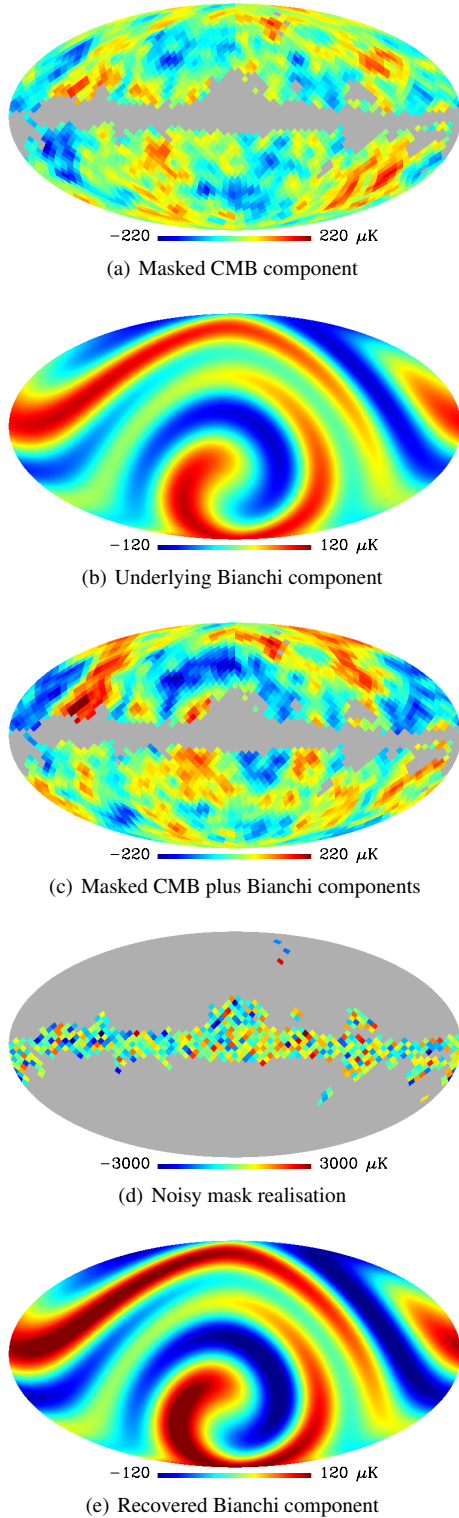 −220 220 μK
(a) Masked CMB component
−120 120 μK
(b) Underlying Bianchi component
−220 220 μK
(c) Masked CMB plus Bianchi components
−3000 3000 μK
(d) Noisy mask realisation
−120 120 μK
(e) Recovered Bianchi component